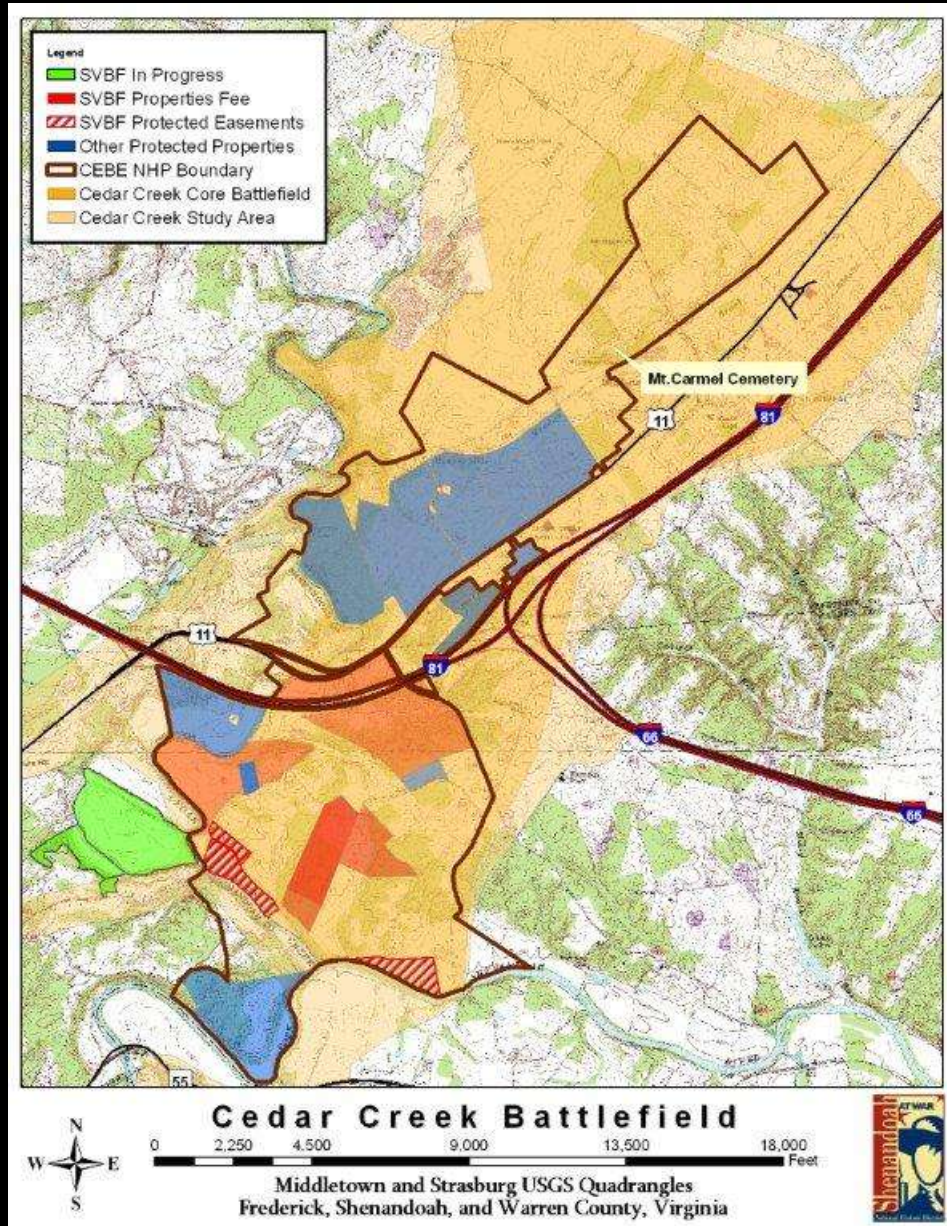 Legend
SVBF In Progress
SVBF Properties Fee
SVBF Protected Easements
Other Protected Properties
CEBE NHP Boundary
Cedar Creek Core Battlefield
Cedar Creek Study Area
Mt.Carmel Cemetery
11
81
11
81
66
66
55
Cedar Creek Battlefield
N
W E
S
0 2,250 4,500 9,000 13,500 18,000
Feet
Middletown and Strasburg USGS Quadrangles
Frederick, Shenandoah, and Warren County, Virginia
Shenandoah
AT WAR